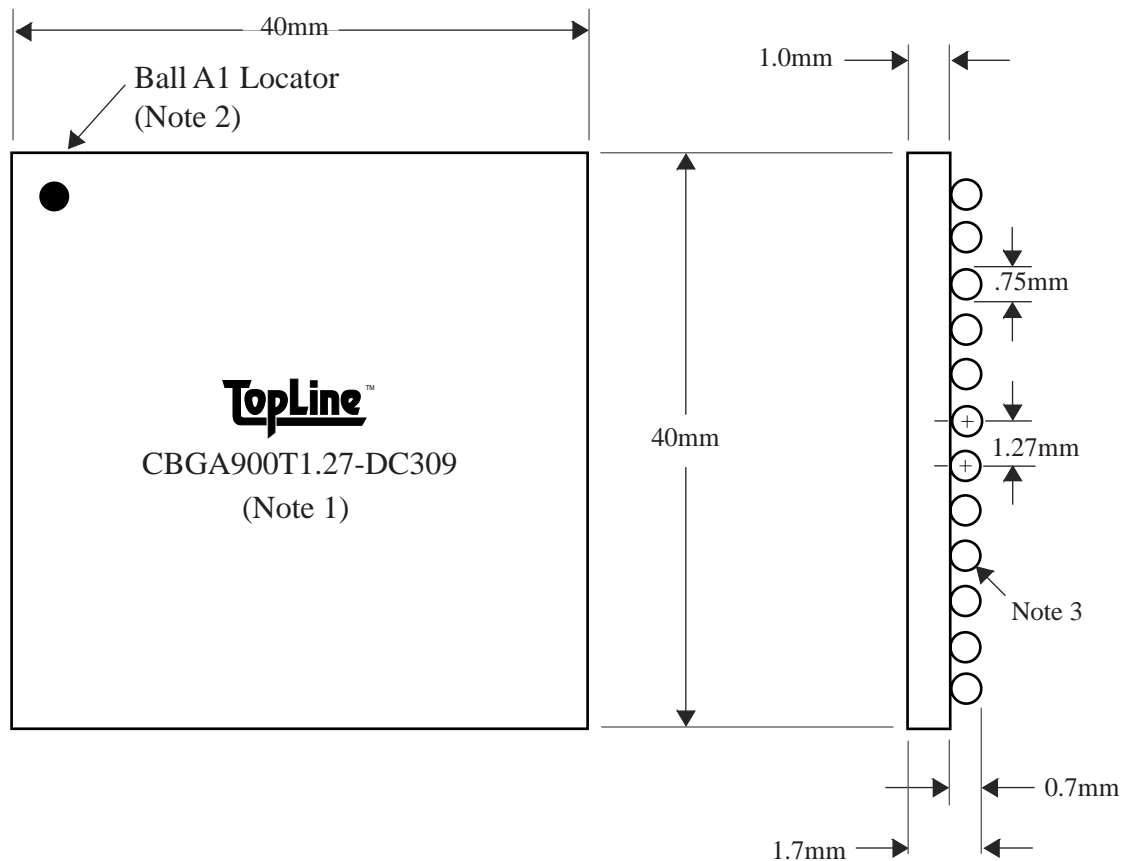 40mm
Ball A1 Locator
(Note 2)
1.0mm
.75mm
TopLine™
CBGA900T1.27-DC309
(Note 1)
40mm
1.27mm
Note 3
0.7mm
1.7mm